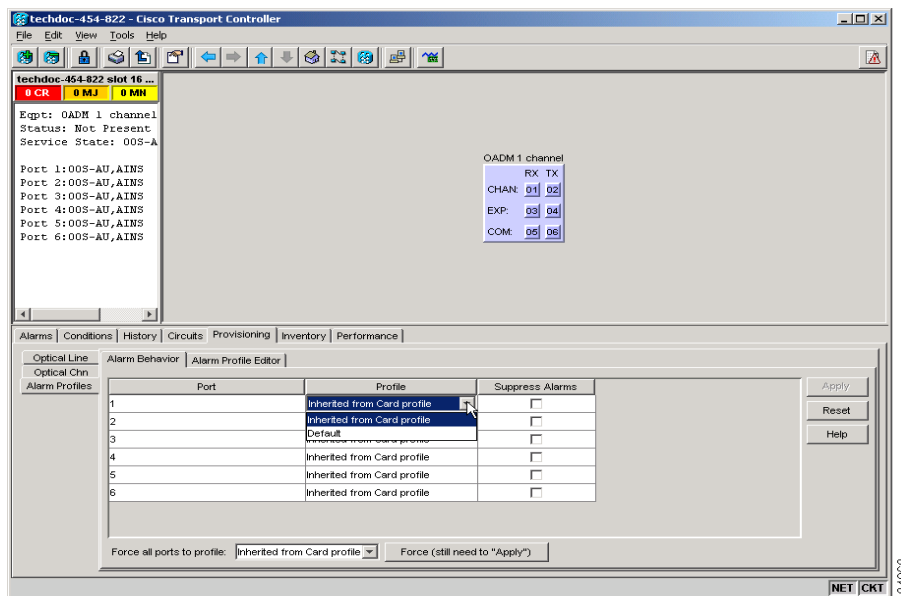 techdoc-454-822 - Cisco Transport Controller
File Edit View Tools Help
techdoc-454-822 slot 16 ...
0 CR 0 MJ 0 MN
Eqpt: OADM 1 channel
Status: Not Present
Service State: OOS-A
Port 1:OOS-AU,AINS
Port 2:OOS-AU,AINS
Port 3:OOS-AU,AINS
Port 4:OOS-AU,AINS
Port 5:OOS-AU,AINS
Port 6:OOS-AU,AINS
OADM 1 channel
RX TX
CHAN: 01 02
EXP: 03 04
COM: 05 06
Alarms Conditions History Circuits Provisioning Inventory Performance
Optical Line
Optical Chn
Alarm Profiles
Alarm Behavior Alarm Profile Editor
Port Profile Suppress Alarms
1 Inherited from Card profile
2 Inherited from Card profile
Default
3
4 Inherited from Card profile
5 Inherited from Card profile
6 Inherited from Card profile
Apply
Reset
Help
Force all ports to profile: Inherited from Card profile Force (still need to "Apply")
NET CKT